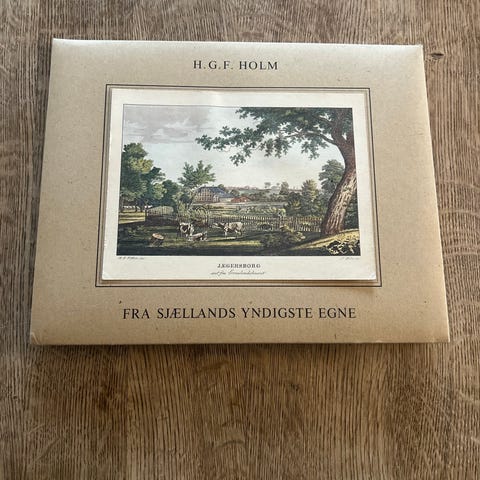 H. G. F. HOLM
JÆGERSBORG
FRA SJÆLLANDS YNDIGSTE EGNE